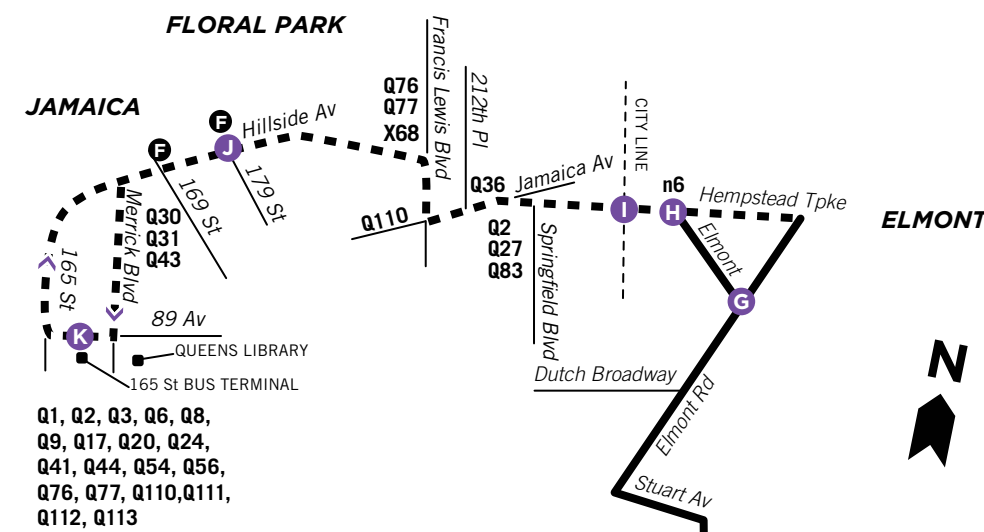 FLORAL PARK
JAMAICA
F
F
J
Hillside Av
169 St
179 St
Q76
Q77
X68
Francis Lewis Blvd
212th Pl
Q110
Q36
Jamaica Av
CITY LINE
I
n6
H
Hempstead Tpke
ELMONT
Elmont
G
Q2
Q27
Q83
Springfield Blvd
Dutch Broadway
Elmont Rd
Stuart Av
N
165 St
Merrick Blvd
Q30
Q31
Q43
K
89 Av
QUEENS LIBRARY
165 St BUS TERMINAL
Q1, Q2, Q3, Q6, Q8,
Q9, Q17, Q20, Q24,
Q41, Q44, Q54, Q56,
Q76, Q77, Q110,Q111,
Q112, Q113